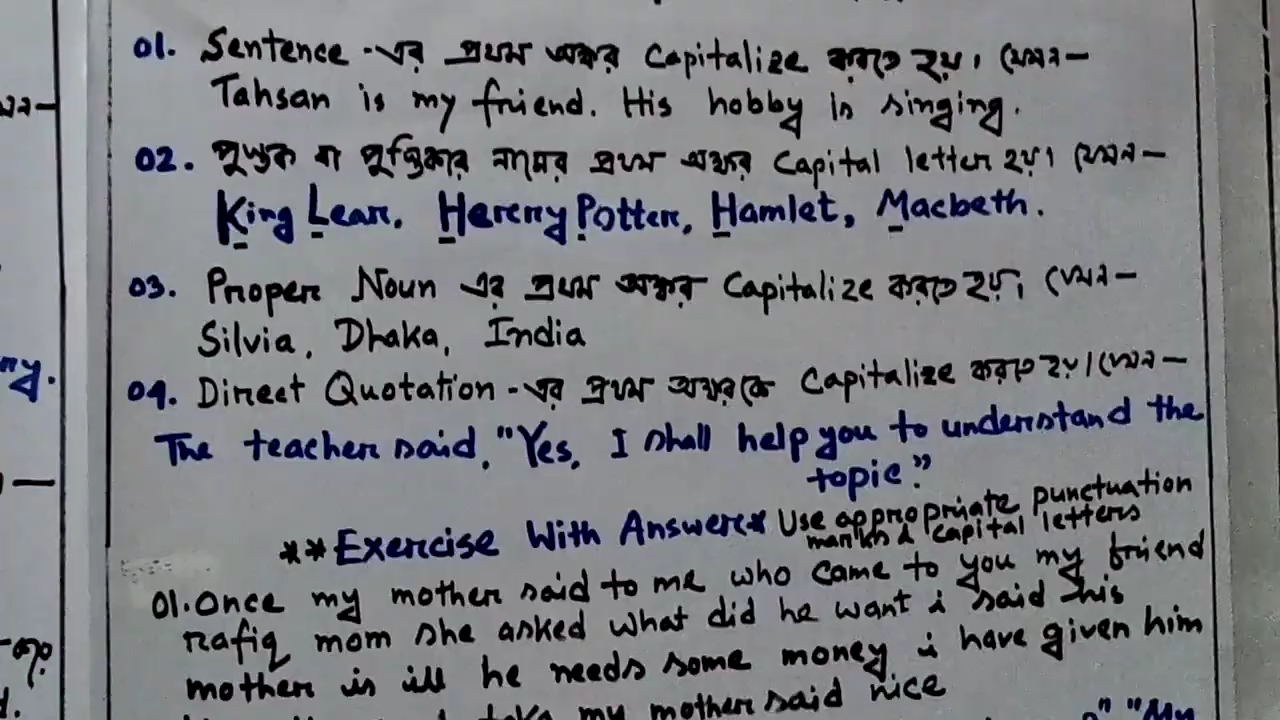 01. Sentence -এর প্রথম অক্ষর Capitalize করতে হয়। যেমন—
Tahsan is my friend. His hobby is singing.
02. পুস্তক বা পুস্তিকার নামের প্রথম অক্ষর Capital letter হয়। যেমন—
King Lear, Hererry Potter, Hamlet, Macbeth.
03. Proper Noun এর প্রথম অক্ষর Capitalize করতে হয়। যেমন—
Silvia, Dhaka, India
04. Direct Quotation -এর প্রথম অক্ষরকে Capitalize করতে হয়। যেমন—
The teacher said, "Yes, I shall help you to understand the
topic."
**Exercise With Answer* Use appropriate punctuation
marks & capital letters
01. Once my mother said to me who came to you my friend
rafiq mom she asked what did he want i said his
mother is ill he needs some money i have given him
my mother said nice
" "My